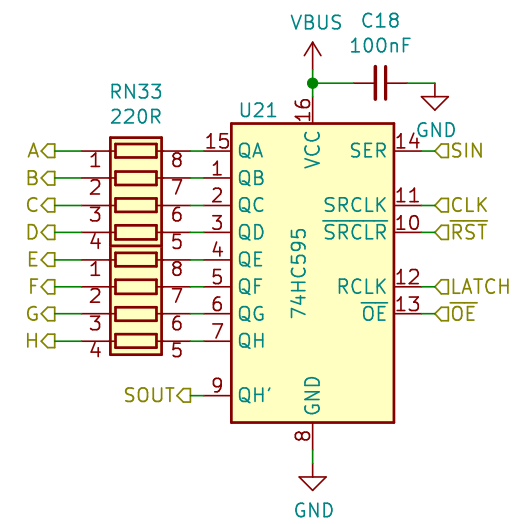 VBUS
C18
100nF
GND
RN33
220R
U21
16
VCC
A 1 8 15 QA
B 2 7 1 QB
C 3 6 2 QC
D 4 5 3 QD
E 1 8 4 QE
F 2 7 5 QF
G 3 6 6 QG
H 4 5 7 QH
SOUT 9 QH'
74HC595
SER 14 SIN
SRCLK 11 CLK
SRCLR 10 RST
RCLK 12 LATCH
OE 13 OE
GND
8
GND